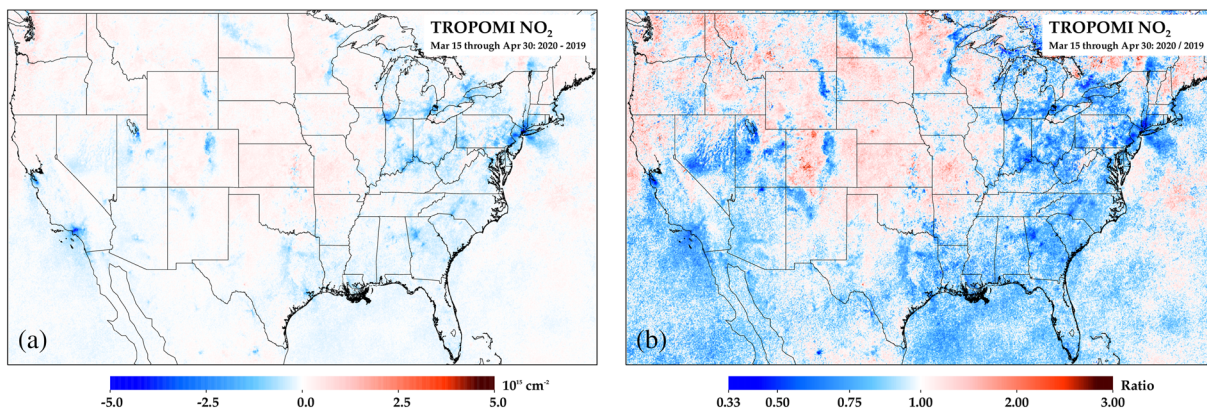 TROPOMI NO₂
Mar 15 through Apr 30: 2020 - 2019
(a)
-5.0 -2.5 0.0 2.5 5.0 10¹⁵ cm⁻²
TROPOMI NO₂
Mar 15 through Apr 30: 2020 / 2019
(b)
0.33 0.50 0.75 1.00 2.00 3.00 Ratio